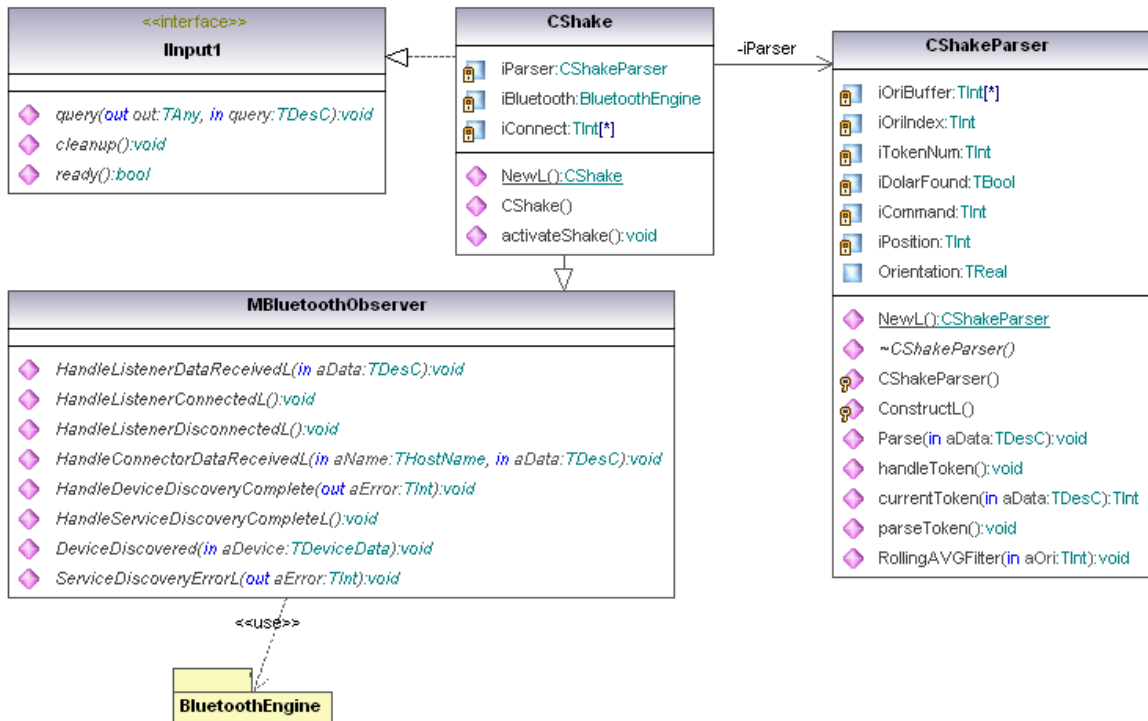 <<interface>>
IInput1
query(out out:TAny, in query:TDesC):void
cleanup():void
ready():bool
CShake
iParser:CShakeParser
iBluetooth:BluetoothEngine
iConnect:TInt[*]
NewL():CShake
CShake()
activateShake():void
-iParser
CShakeParser
iOriBuffer:TInt[*]
iOriIndex:TInt
iTokenNum:TInt
iDolarFound:TBool
iCommand:TInt
iPosition:TInt
Orientation:TReal
NewL():CShakeParser
~CShakeParser()
CShakeParser()
ConstructL()
Parse(in aData:TDesC):void
handleToken():void
currentToken(in aData:TDesC):TInt
parseToken():void
RollingAVGFilter(in aOri:TInt):void
MBluetoothObserver
HandleListenerDataReceivedL(in aData:TDesC):void
HandleListenerConnectedL():void
HandleListenerDisconnectedL():void
HandleConnectorDataReceivedL(in aName:THostName, in aData:TDesC):void
HandleDeviceDiscoveryComplete(out aError:TInt):void
HandleServiceDiscoveryCompleteL():void
DeviceDiscovered(in aDevice:TDeviceData):void
ServiceDiscoveryErrorL(out aError:TInt):void
<<use>>
BluetoothEngine